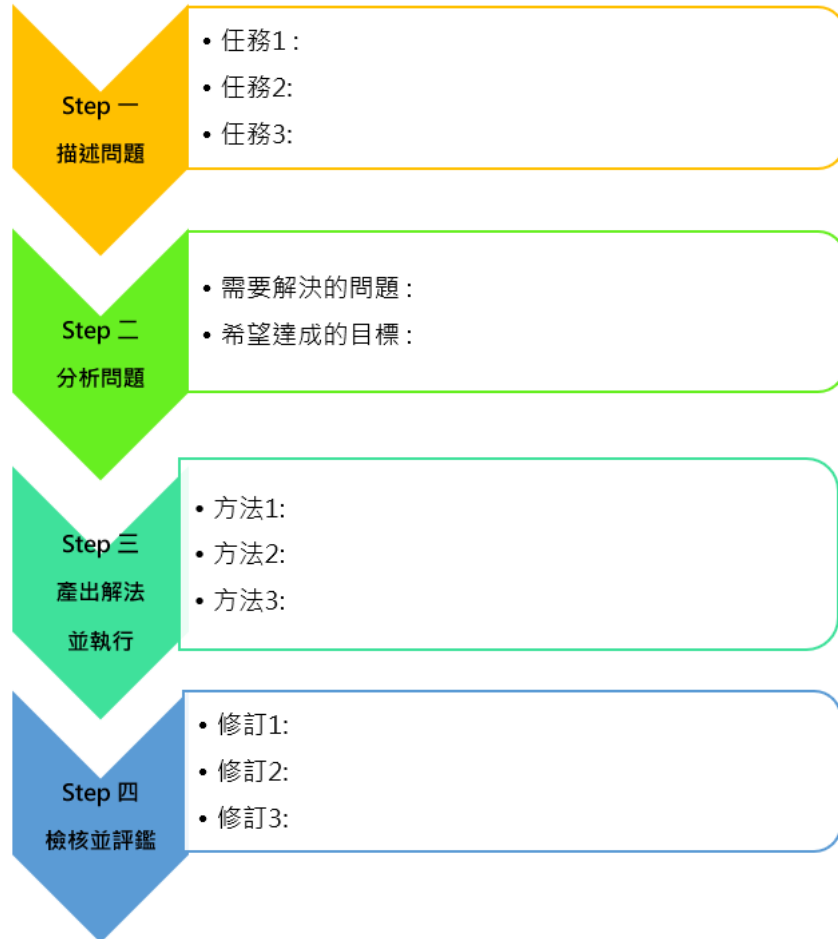 Step 一
描述問題
• 任務1 :
• 任務2:
• 任務3:
Step 二
分析問題
• 需要解決的問題 :
• 希望達成的目標 :
Step 三
產出解法
並執行
• 方法1:
• 方法2:
• 方法3:
Step 四
檢核並評鑑
• 修訂1:
• 修訂2:
• 修訂3: